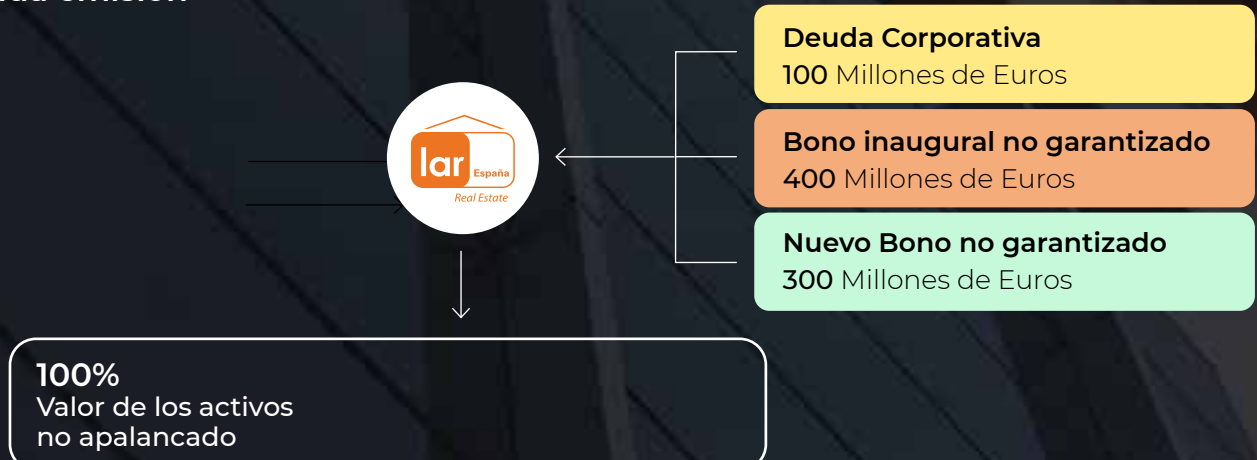 Deuda Corporativa
100 Millones de Euros
lar
España
Real Estate
Bono inaugural no garantizado
400 Millones de Euros
Nuevo Bono no garantizado
300 Millones de Euros
100%
Valor de los activos
no apalancado